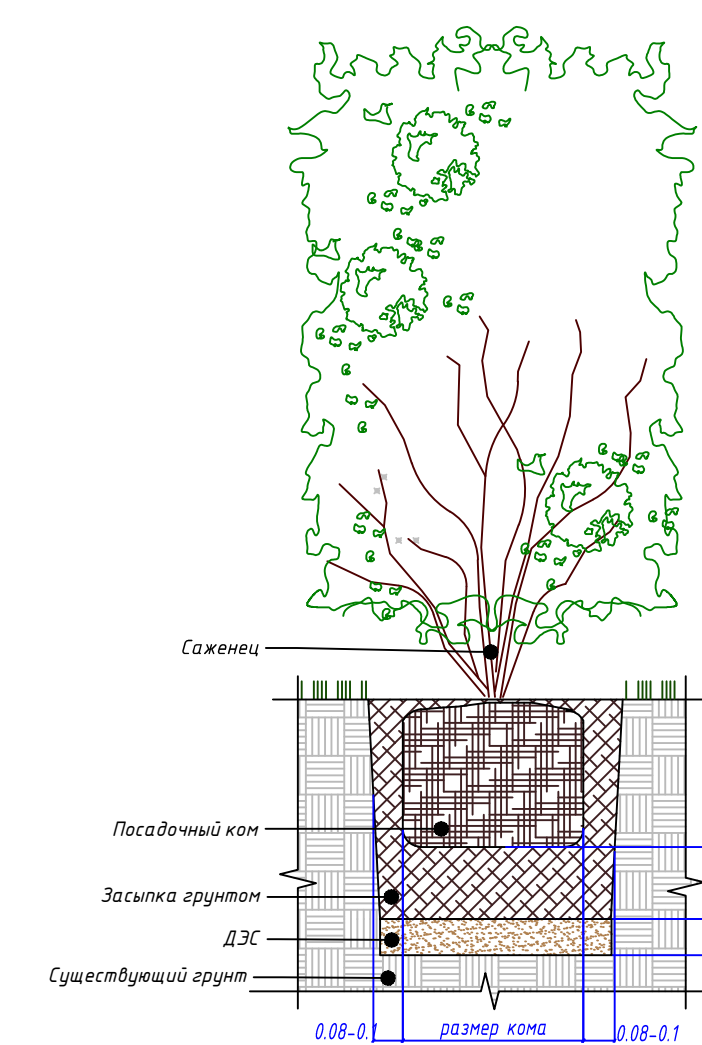 Саженец
Посадочный ком
Засыпка грунтом
ДЭС
Существующий грунт
0.08-0.1 размер кома 0.08-0.1